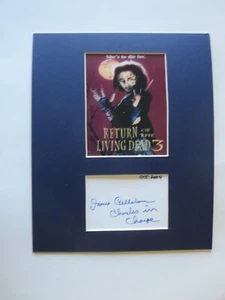 RETURN OF THE
LIVING DEAD 3
James Callahan
Charles in
Charge